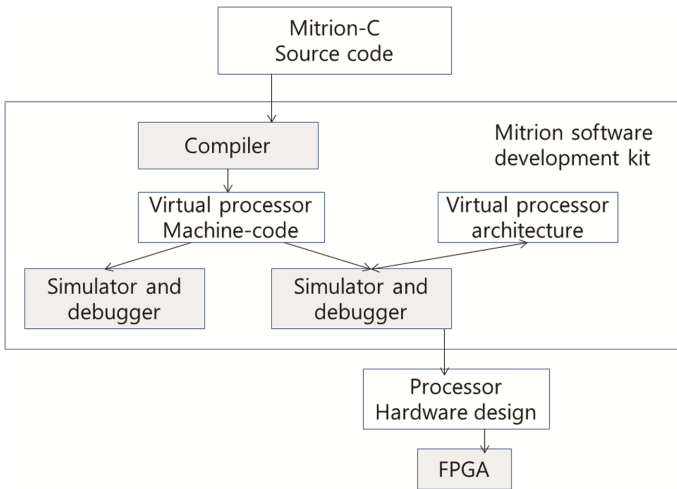 Mitrion-C
Source code
Compiler
Mitrion software
development kit
Virtual processor
Machine-code
Virtual processor
architecture
Simulator and
debugger
Simulator and
debugger
Processor
Hardware design
FPGA